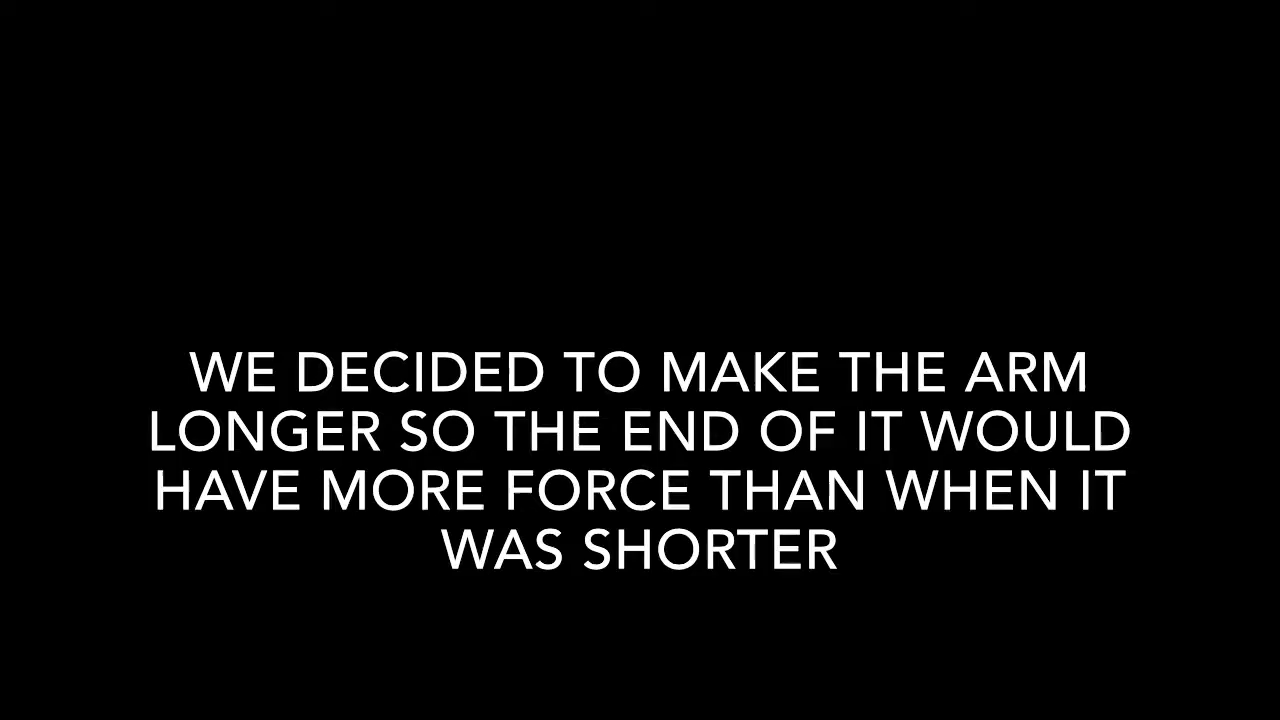 WE DECIDED TO MAKE THE ARM
LONGER SO THE END OF IT WOULD
HAVE MORE FORCE THAN WHEN IT
WAS SHORTER